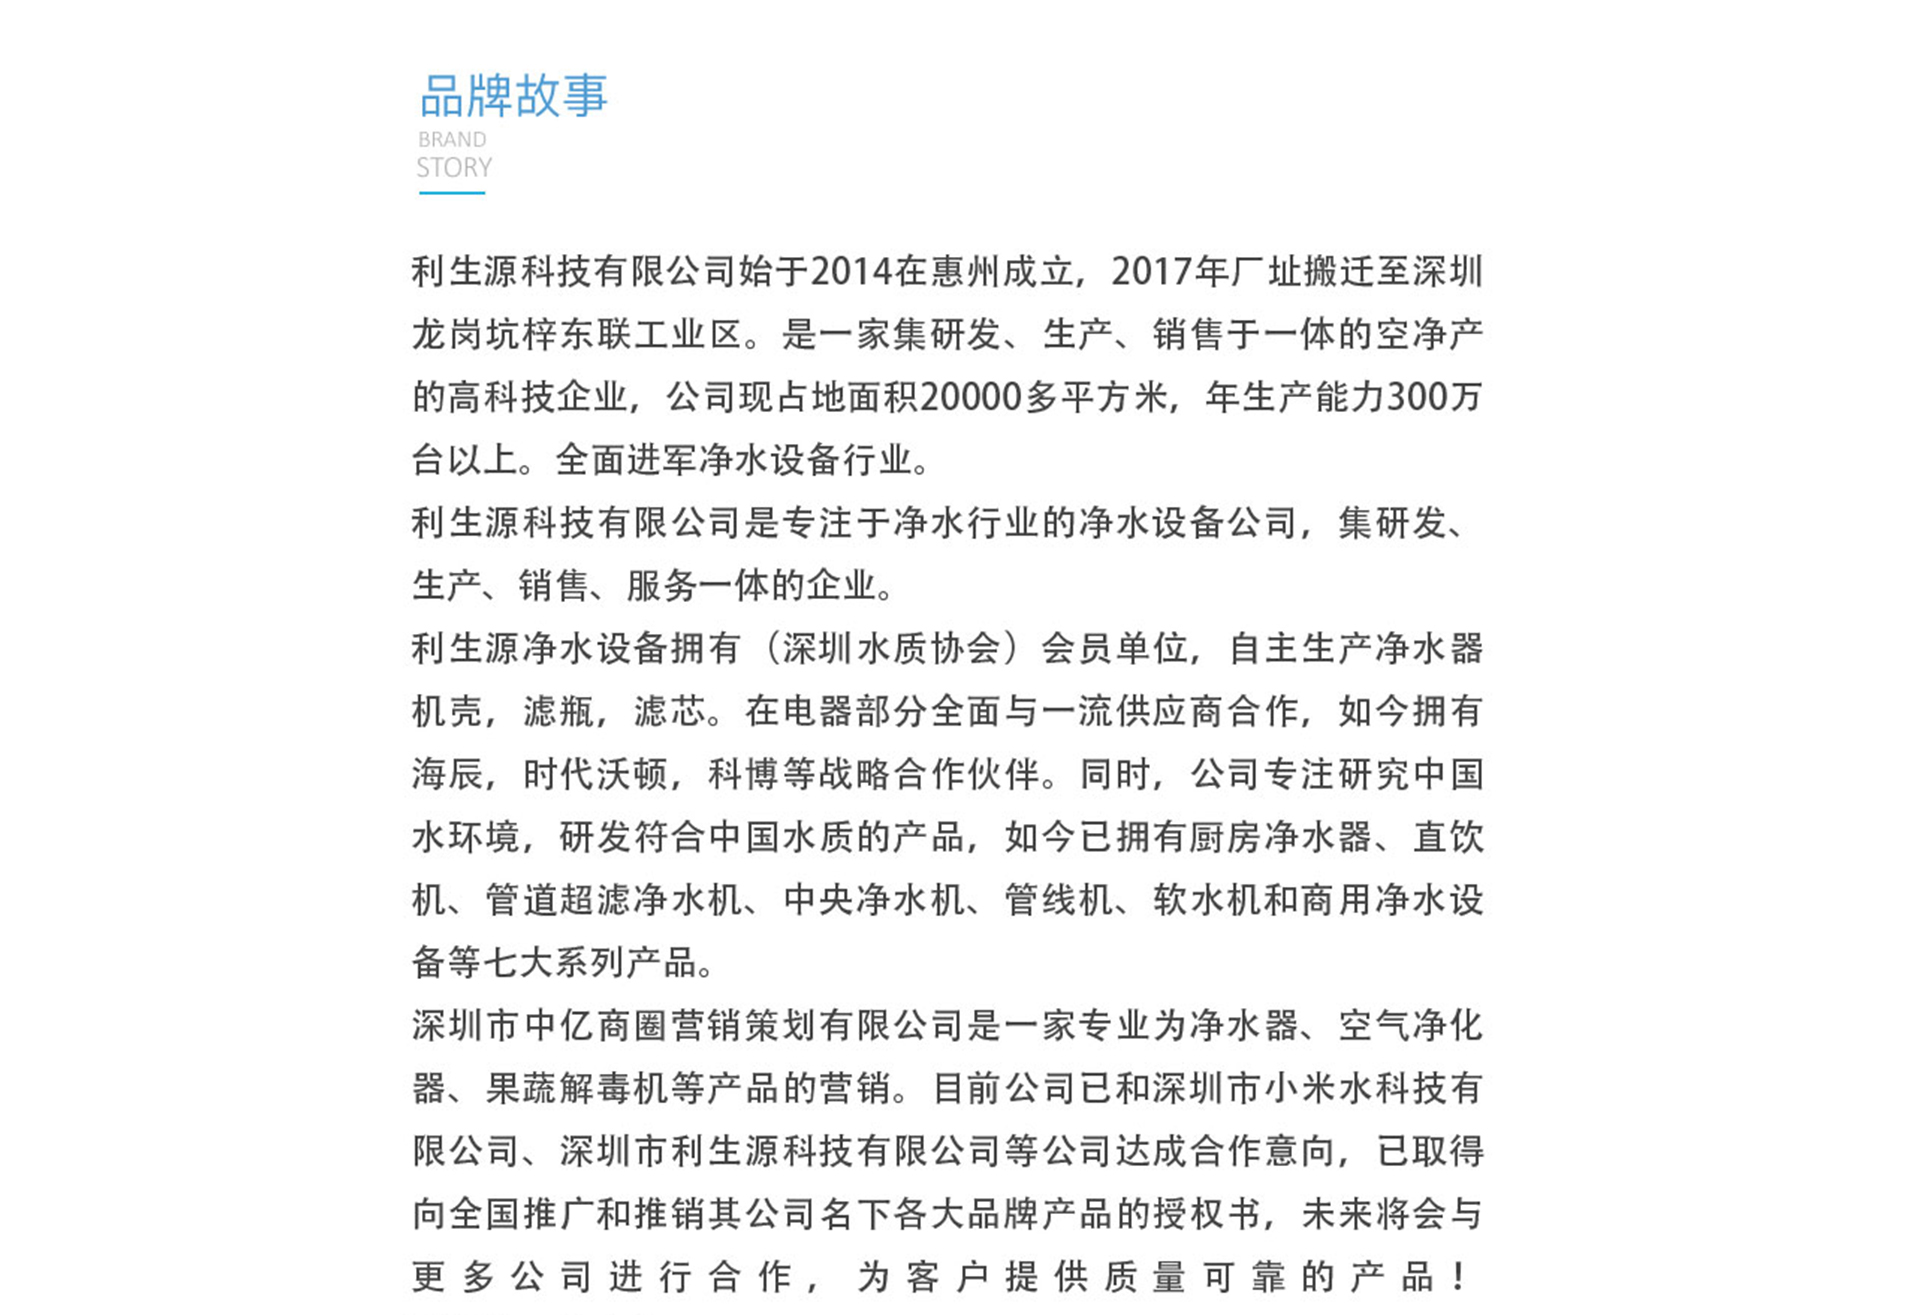 品牌故事
BRAND
STORY
利生源科技有限公司始于2014在惠州成立，2017年厂址搬迁至深圳
龙岗坑梓东联工业区。是一家集研发、生产、销售于一体的空净产
的高科技企业，公司现占地面积20000多平方米，年生产能力300万
台以上。全面进军净水设备行业。
利生源科技有限公司是专注于净水行业的净水设备公司，集研发、
生产、销售、服务一体的企业。
利生源净水设备拥有（深圳水质协会）会员单位，自主生产净水器
机壳，滤瓶，滤芯。在电器部分全面与一流供应商合作，如今拥有
海辰，时代沃顿，科博等战略合作伙伴。同时，公司专注研究中国
水环境，研发符合中国水质的产品，如今已拥有厨房净水器、直饮
机、管道超滤净水机、中央净水机、管线机、软水机和商用净水设
备等七大系列产品。
深圳市中亿商圈营销策划有限公司是一家专业为净水器、空气净化
器、果蔬解毒机等产品的营销。目前公司已和深圳市小米水科技有
限公司、深圳市利生源科技有限公司等公司达成合作意向，已取得
向全国推广和推销其公司名下各大品牌产品的授权书，未来将会与
更多公司进行合作，为客户提供质量可靠的产品！